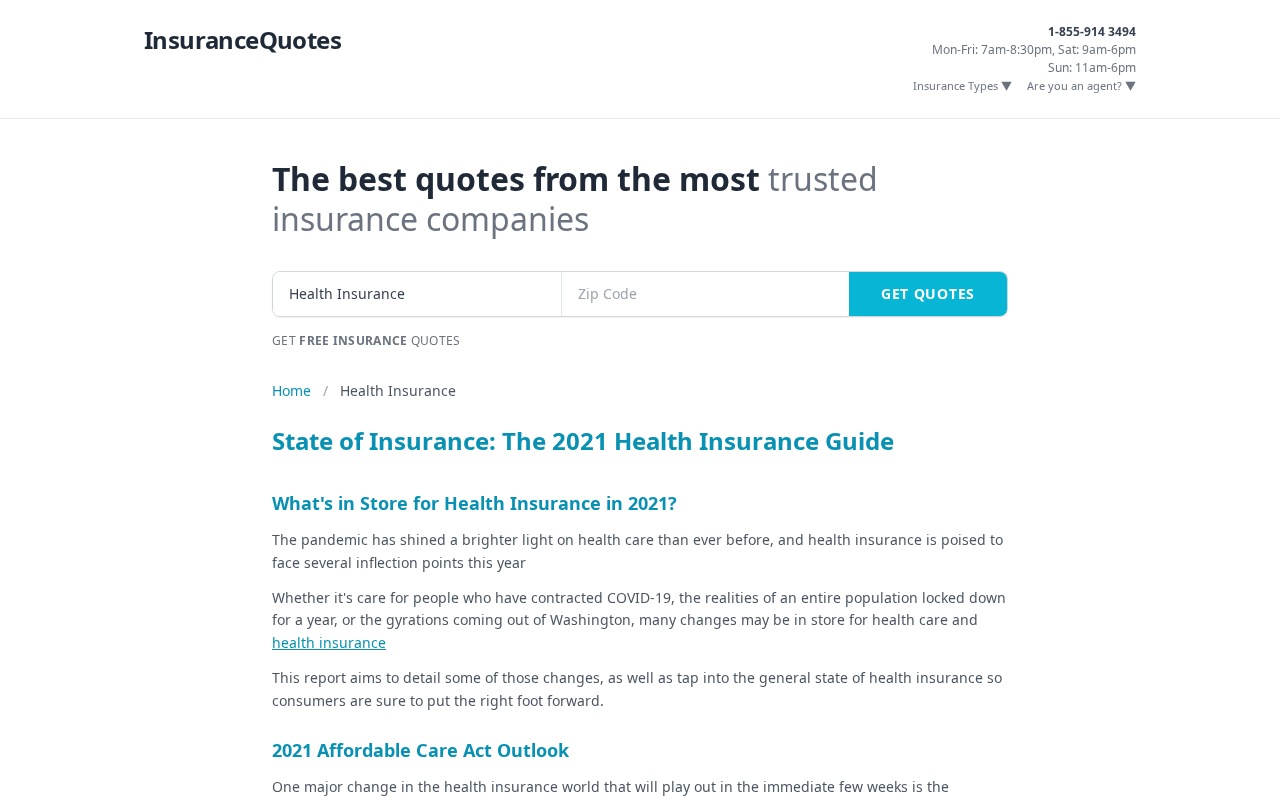 InsuranceQuotes
1-855-914 3494
Mon-Fri: 7am-8:30pm, Sat: 9am-6pm
Sun: 11am-6pm
Insurance Types ▼ Are you an agent? ▼
The best quotes from the most trusted
insurance companies
Health Insurance
Zip Code
GET QUOTES
GET FREE INSURANCE QUOTES
Home / Health Insurance
State of Insurance: The 2021 Health Insurance Guide
What's in Store for Health Insurance in 2021?
The pandemic has shined a brighter light on health care than ever before, and health insurance is poised to
face several inflection points this year
Whether it's care for people who have contracted COVID-19, the realities of an entire population locked down
for a year, or the gyrations coming out of Washington, many changes may be in store for health care and
health insurance
This report aims to detail some of those changes, as well as tap into the general state of health insurance so
consumers are sure to put the right foot forward.
2021 Affordable Care Act Outlook
One major change in the health insurance world that will play out in the immediate few weeks is the